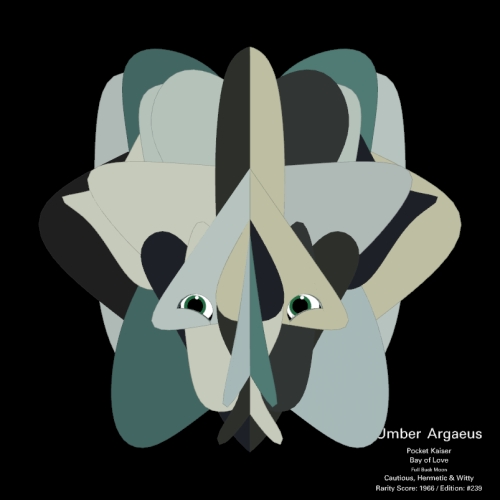 Umber Argaeus
Pocket Kaiser
Bay of Love
Full Buck Moon
Cautious, Hermetic & Witty
Rarity Score: 1966 / Edition: #239